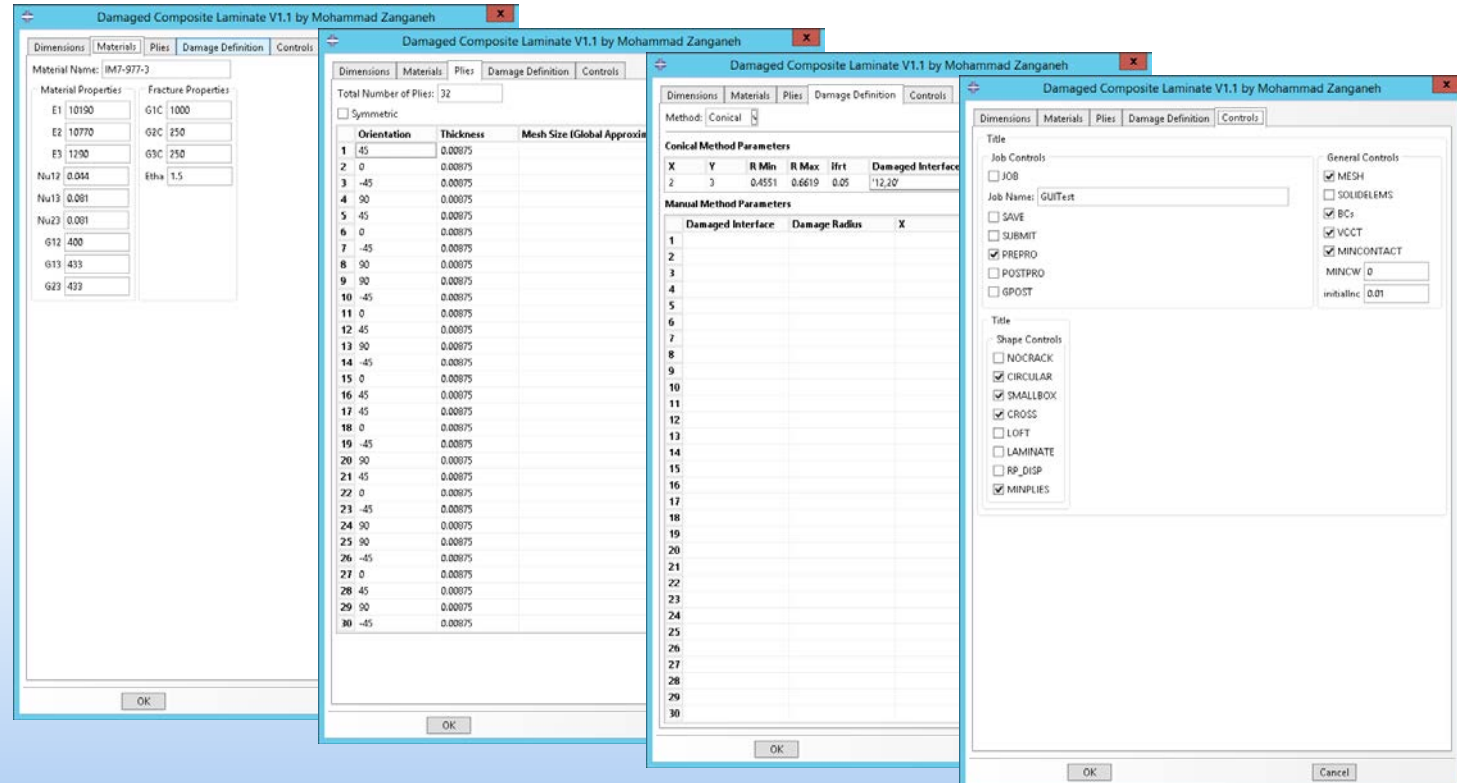 Damaged Composite Laminate V1.1 by Mohammad Zanganeh x
Dimensions Materials Plies Damage Definition Controls
Material Name: IM7-977-3
Material Properties Fracture Properties
E1 10190 G1C 1000
E2 10770 G2C 250
E3 1290 G3C 250
Nu12 0.044 Etha 1.5
Nu13 0.081
Nu23 0.081
G12 400
G13 433
G23 433
OK
Damaged Composite Laminate V1.1 by Mohammad Zanganeh x
Dimensions Materials Plies Damage Definition Controls
Total Number of Plies: 32
Symmetric
Orientation Thickness Mesh Size (Global Approxim
1 45 0.00875
2 0 0.00875
3 -45 0.00875
4 90 0.00875
5 45 0.00875
6 0 0.00875
7 -45 0.00875
8 90 0.00875
9 90 0.00875
10 -45 0.00875
11 0 0.00875
12 45 0.00875
13 90 0.00875
14 -45 0.00875
15 0 0.00875
16 45 0.00875
17 45 0.00875
18 0 0.00875
19 -45 0.00875
20 90 0.00875
21 45 0.00875
22 0 0.00875
23 -45 0.00875
24 90 0.00875
25 90 0.00875
26 -45 0.00875
27 0 0.00875
28 45 0.00875
29 90 0.00875
30 -45 0.00875
OK
Damaged Composite Laminate V1.1 by Mohammad Zanganeh x
Dimensions Materials Plies Damage Definition Controls
Method: Conical
Conical Method Parameters
X Y R Min R Max ifrt Damaged Interface
2 3 0.4551 0.6619 0.05 '12,20'
Manual Method Parameters
Damaged Interface Damage Radius X
1
2
3
4
5
6
7
8
9
10
11
12
13
14
15
16
17
18
19
20
21
22
23
24
25
26
27
28
29
30
OK
Damaged Composite Laminate V1.1 by Mohammad Zanganeh x
Dimensions Materials Plies Damage Definition Controls
Title
Job Controls
JOB
Job Name: GUITest
SAVE
SUBMIT
PREPRO
POSTPRO
GPOST
General Controls
MESH
SOLIDELEMS
BCs
VCCT
MINCONTACT
MINCW 0
initialInc 0.01
Title
Shape Controls
NOCRACK
CIRCULAR
SMALLBOX
CROSS
LOFT
LAMINATE
RP_DISP
MINPLIES
OK Cancel